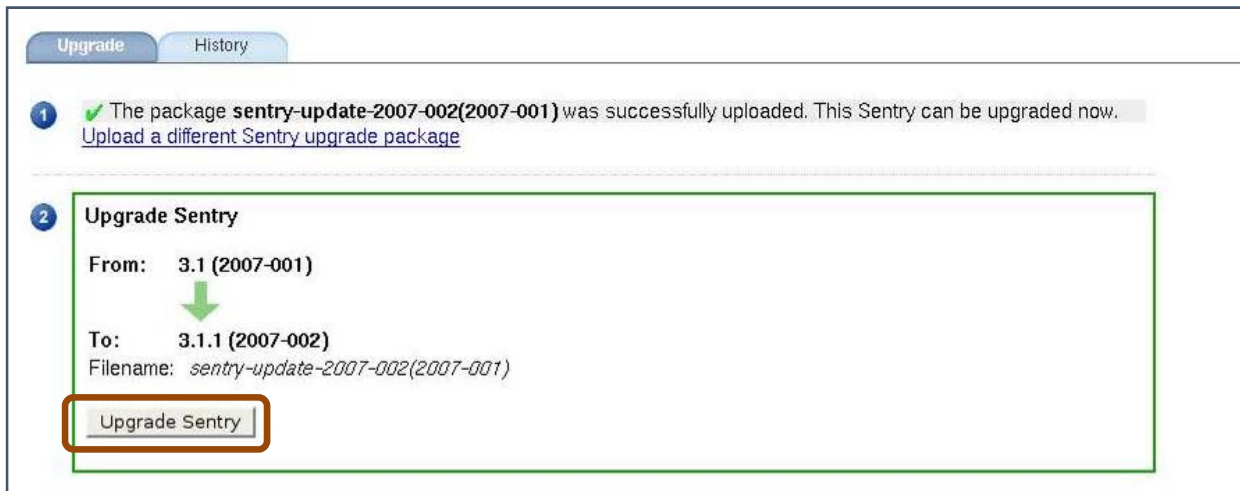 Upgrade History
1 The package sentry-update-2007-002(2007-001) was successfully uploaded. This Sentry can be upgraded now.
Upload a different Sentry upgrade package
2 Upgrade Sentry
From: 3.1 (2007-001)
To: 3.1.1 (2007-002)
Filename: sentry-update-2007-002(2007-001)
Upgrade Sentry